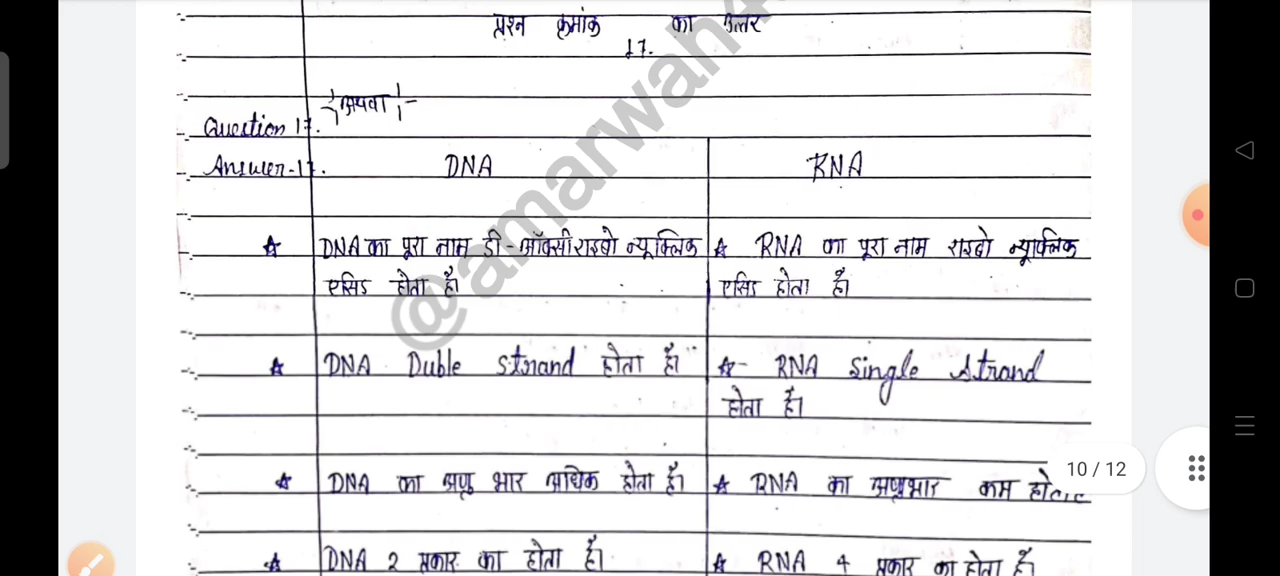 प्रश्न क्रमांक का उत्तर
17.
अथवा
Question 17.
Answer-17. DNA RNA
☆ DNA का पूरा नाम डी-ऑक्सीराइबो न्यूक्लिक ☆ RNA का पूरा नाम राइबो न्यूक्लिक
एसिड होता है। एसिड होता है।
☆ DNA Duble strand होता है। ☆- RNA Single Strand
होता है।
☆ DNA का अणु भार अधिक होता है। ☆ RNA का अणुभार कम होता
10 / 12
☆ DNA 2 प्रकार का होता है। ☆ RNA 4 प्रकार का होता है।
@amarwah4